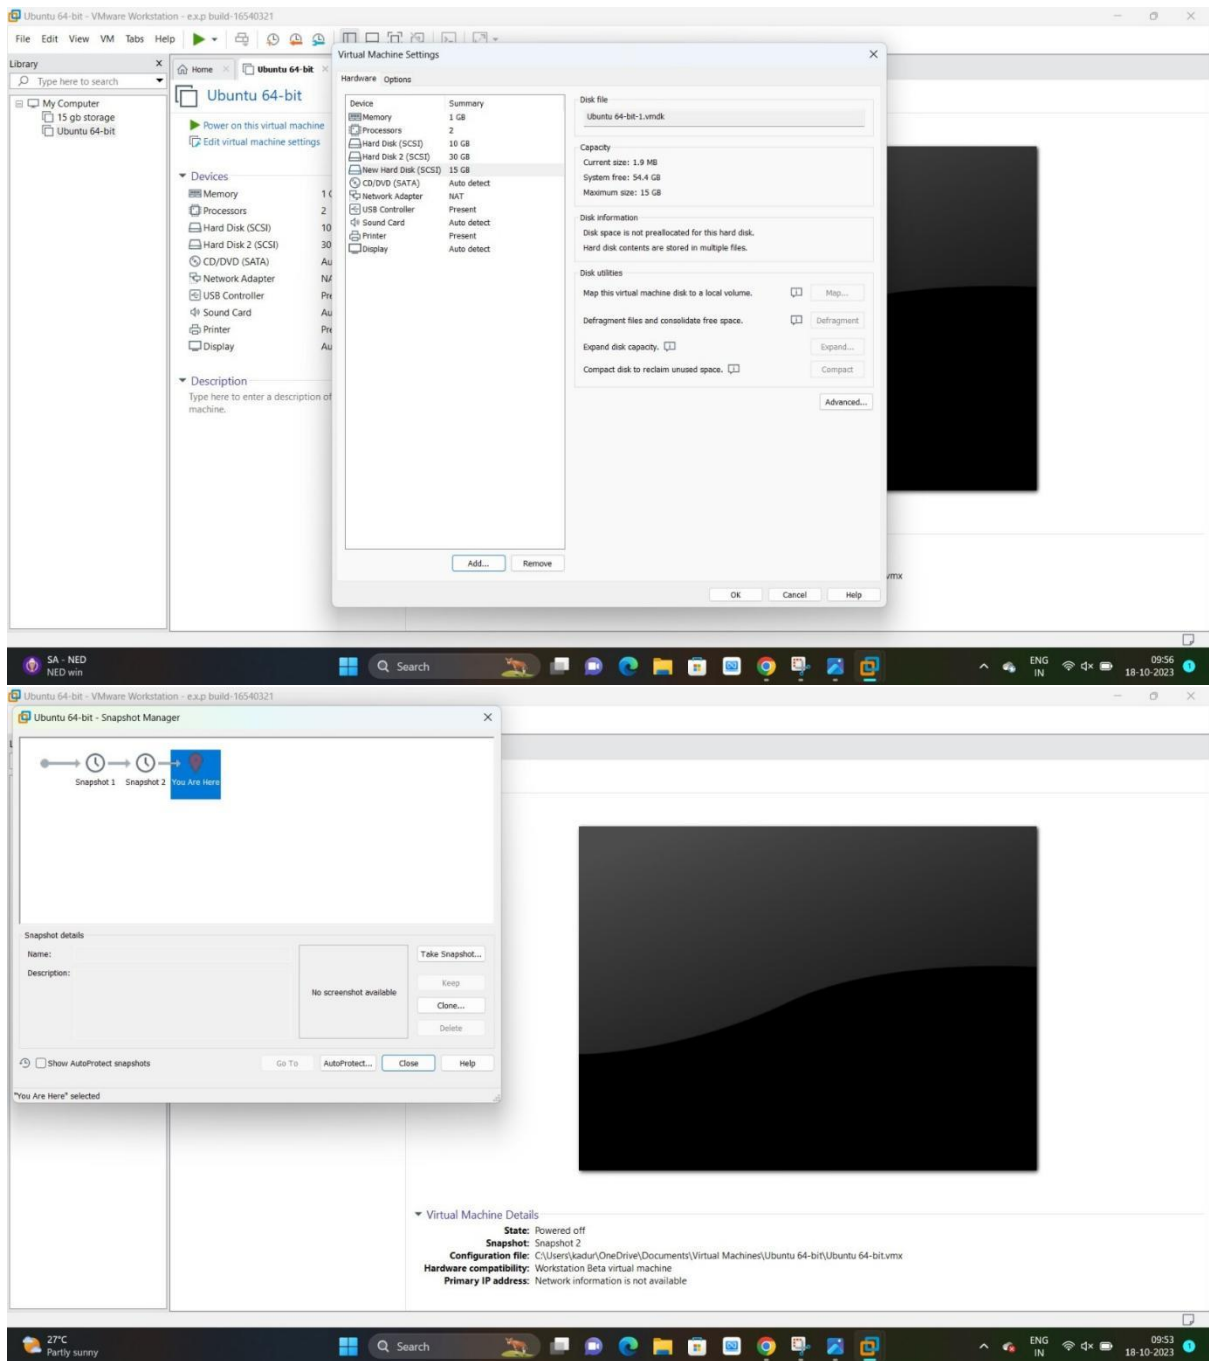 Ubuntu 64-bit - VMware Workstation - e.x.p build-16540321
File Edit View VM Tabs Help
Library X
Type here to search
My Computer
15 gb storage
Ubuntu 64-bit
Home Ubuntu 64-bit
Ubuntu 64-bit
Power on this virtual machine
Edit virtual machine settings
Devices
Memory
Processors 2
Hard Disk (SCSI) 10
Hard Disk 2 (SCSI) 30
CD/DVD (SATA) Au
Network Adapter NA
USB Controller Pre
Sound Card Au
Printer Pre
Display Au
Description
Type here to enter a description of
machine.
Virtual Machine Settings
Hardware Options
Device Summary
Memory 1 GB
Processors 2
Hard Disk (SCSI) 10 GB
Hard Disk 2 (SCSI) 30 GB
New Hard Disk (SCSI) 15 GB
CD/DVD (SATA) Auto detect
Network Adapter NAT
USB Controller Present
Sound Card Auto detect
Printer Present
Display Auto detect
Add... Remove
Disk file
Ubuntu 64-bit-1.vmdk
Capacity
Current size: 1.9 MB
System free: 54.4 GB
Maximum size: 15 GB
Disk information
Disk space is not preallocated for this hard disk.
Hard disk contents are stored in multiple files.
Disk utilities
Map this virtual machine disk to a local volume. Map...
Defragment files and consolidate free space. Defragment
Expand disk capacity. Expand...
Compact disk to reclaim unused space. Compact
Advanced...
OK Cancel Help
vmx
SA - NED
NED win
Search
ENG
IN
09:56
18-10-2023
1
Ubuntu 64-bit - VMware Workstation - e.x.p build-16540321
Ubuntu 64-bit - Snapshot Manager
Snapshot 1 Snapshot 2 You Are Here
Snapshot details
Name:
Description:
No screenshot available
Take Snapshot...
Keep
Clone...
Delete
Show AutoProtect snapshots Go To AutoProtect... Close Help
"You Are Here" selected
Virtual Machine Details
State: Powered off
Snapshot: Snapshot 2
Configuration file: C:\Users\kadur\OneDrive\Documents\Virtual Machines\Ubuntu 64-bit\Ubuntu 64-bit.vmx
Hardware compatibility: Workstation Beta virtual machine
Primary IP address: Network information is not available
27°C
Partly sunny
Search
ENG
IN
09:53
18-10-2023
1